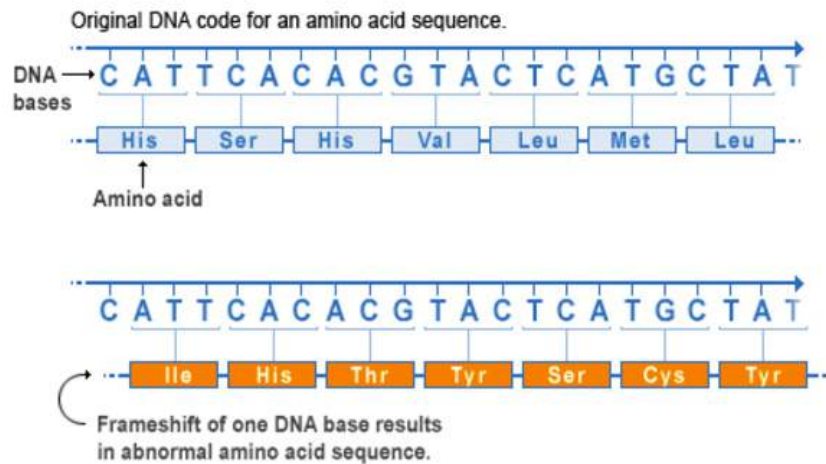 Original DNA code for an amino acid sequence.
DNA bases
C A T T C A C A C G T A C T C A T G C T A T
His Ser His Val Leu Met Leu
Amino acid
C A T T C A C A C G T A C T C A T G C T A T
Ile His Thr Tyr Ser Cys Tyr
Frameshift of one DNA base results
in abnormal amino acid sequence.